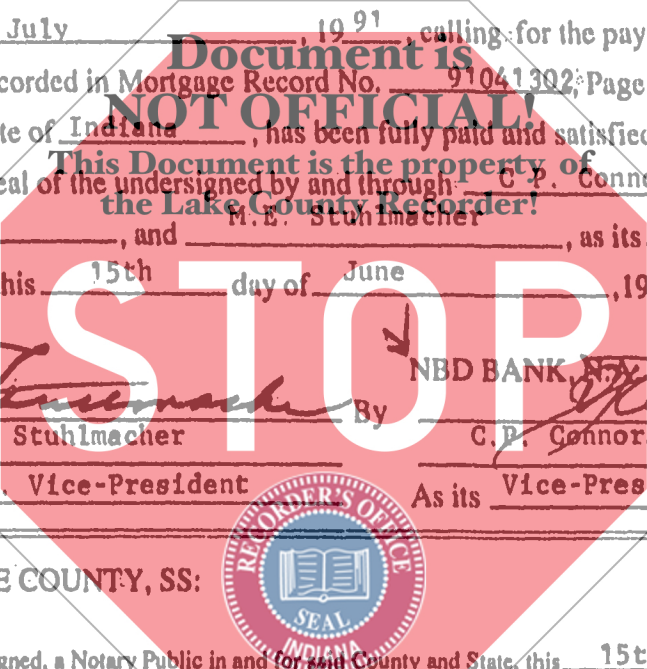 July , 19 91 , calling for the pay
Document is
corded in Mortgage Record No. 91041302, Page
NOT OFFICIAL!
te of Indiana , has been fully paid and satisfied
This Document is the property of
eal of the undersigned by and through C P. Conno
the Lake County Recorder!
M.E. Stuhlmacher
, and , as its
his 15th day of June , 19
STOP
NBD BANK, N.A.
By
Stuhlmacher C.P. Connor
. Vice-President As its Vice-Pres
RECORDER'S OFFICE
SEAL
INDIANA
E COUNTY, SS:
gned, a Notary Public in and for said County and State, this 15t